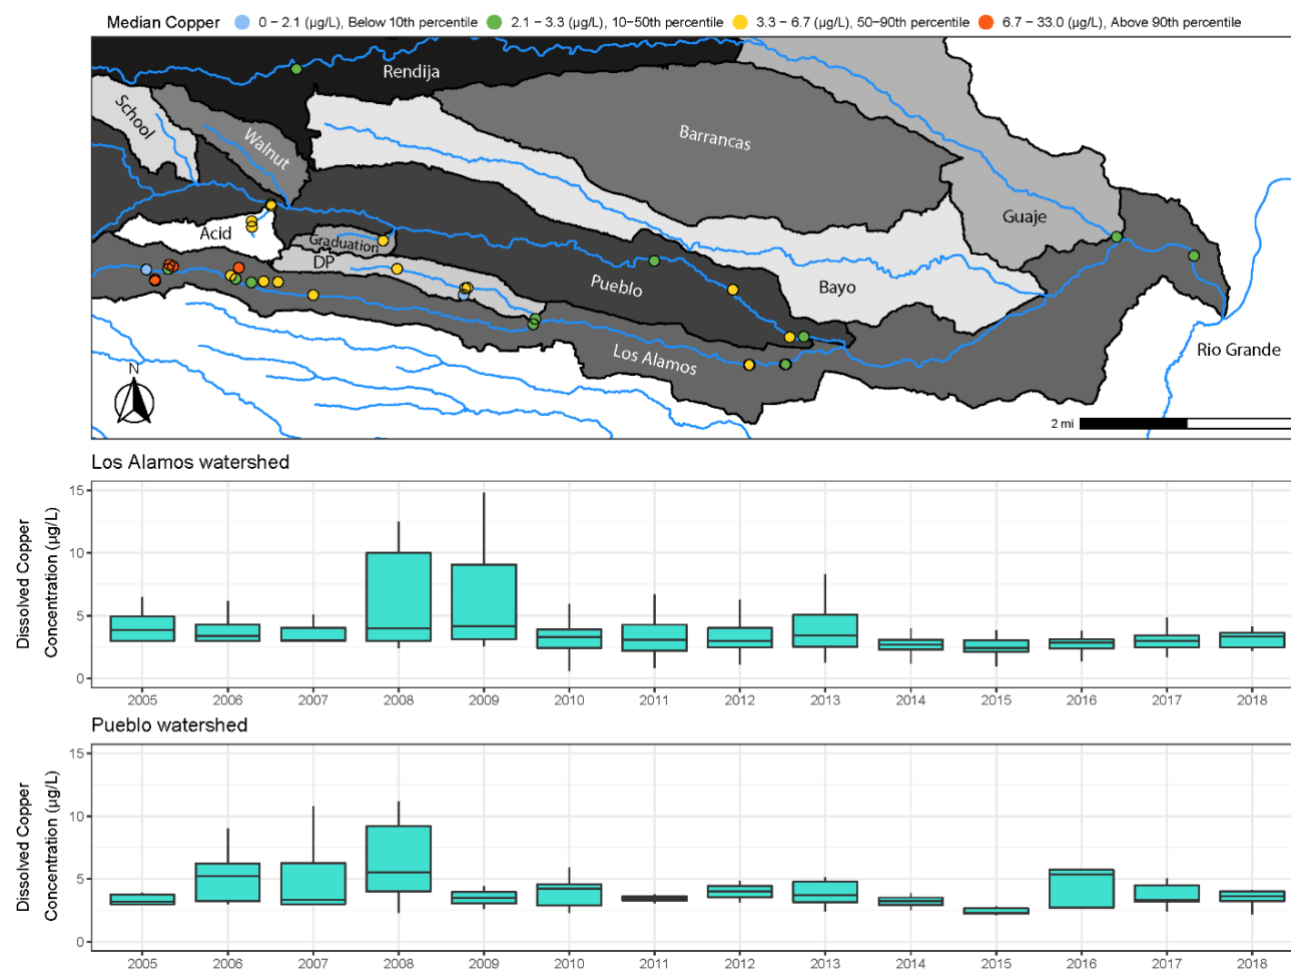 Median Copper 0 – 2.1 (µg/L), Below 10th percentile 2.1 – 3.3 (µg/L), 10–50th percentile 3.3 – 6.7 (µg/L), 50–90th percentile 6.7 – 33.0 (µg/L), Above 90th percentile
Rendija
School
Walnut
Barrancas
Guaje
Acid
Graduation
DP
Pueblo
Bayo
Los Alamos
Rio Grande
N
2 mi
Los Alamos watershed
Dissolved Copper
Concentration (µg/L)
15
10
5
0
2005 2006 2007 2008 2009 2010 2011 2012 2013 2014 2015 2016 2017 2018
Pueblo watershed
Dissolved Copper
Concentration (µg/L)
15
10
5
0
2005 2006 2007 2008 2009 2010 2011 2012 2013 2014 2015 2016 2017 2018